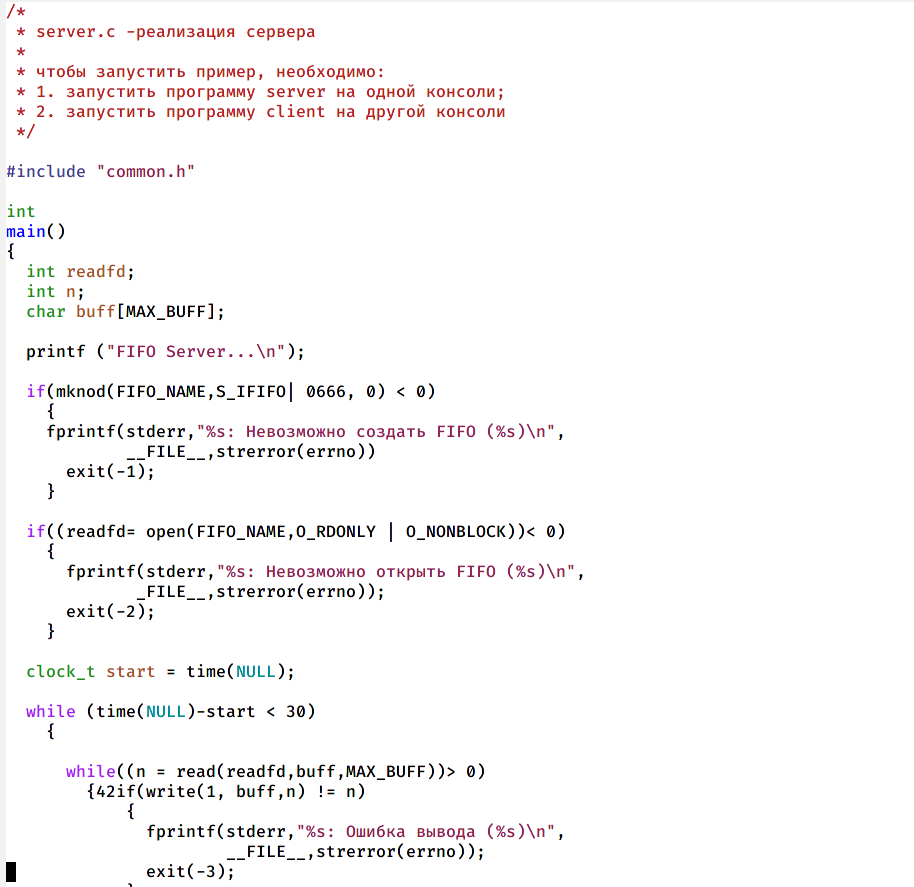 /*
 * server.c -реализация сервера
 *
 * чтобы запустить пример, необходимо:
 * 1. запустить программу server на одной консоли;
 * 2. запустить программу client на другой консоли
 */
#include "common.h"
int
main()
{
  int readfd;
  int n;
  char buff[MAX_BUFF];
  printf ("FIFO Server...\n");
  if(mknod(FIFO_NAME,S_IFIFO| 0666, 0) < 0)
    {
    fprintf(stderr,"%s: Невозможно создать FIFO (%s)\n",
            __FILE__,strerror(errno))
      exit(-1);
    }
  if((readfd= open(FIFO_NAME,O_RDONLY | O_NONBLOCK))< 0)
    {
      fprintf(stderr,"%s: Невозможно открыть FIFO (%s)\n",
             _FILE__,strerror(errno));
      exit(-2);
    }
  clock_t start = time(NULL);
  while (time(NULL)-start < 30)
    {
      while((n = read(readfd,buff,MAX_BUFF))> 0)
        {42if(write(1, buff,n) != n)
            {
              fprintf(stderr,"%s: Ошибка вывода (%s)\n",
                      __FILE__,strerror(errno));
              exit(-3);